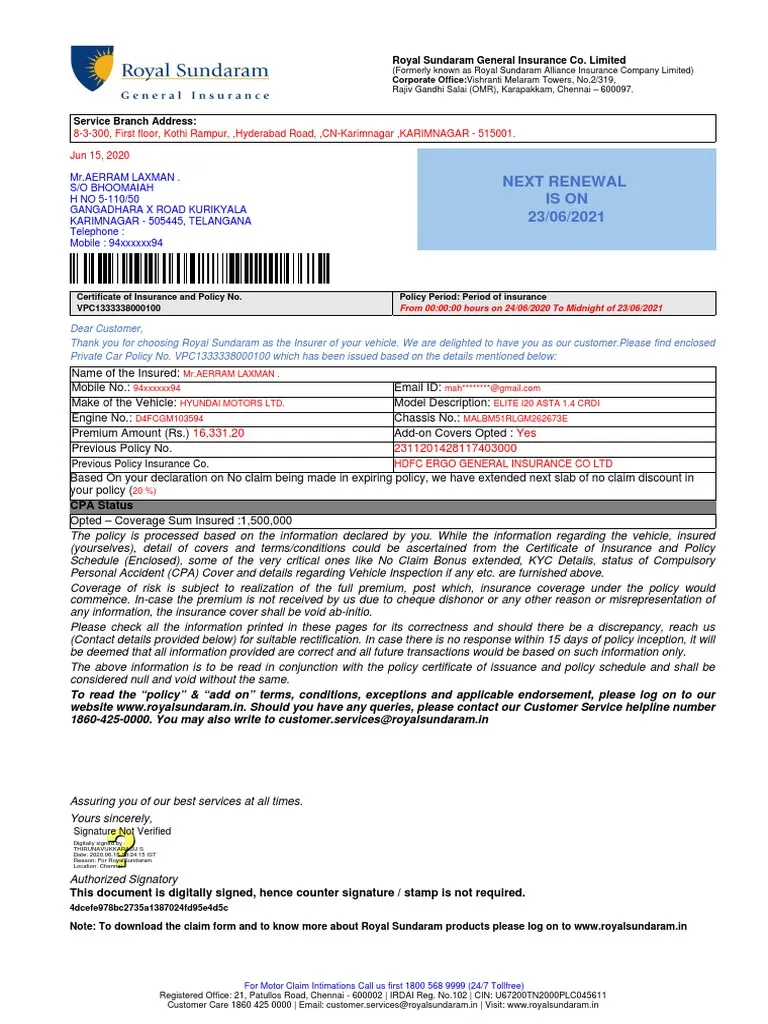 Royal Sundaram
General Insurance
Royal Sundaram General Insurance Co. Limited
(Formerly known as Royal Sundaram Alliance Insurance Company Limited)
Corporate Office:Vishranti Melaram Towers, No.2/319,
Rajiv Gandhi Salai (OMR), Karapakkam, Chennai – 600097.
Service Branch Address:
8-3-300, First floor, Kothi Rampur, ,Hyderabad Road, ,CN-Karimnagar ,KARIMNAGAR - 515001.
Jun 15, 2020
Mr.AERRAM LAXMAN .
S/O BHOOMAIAH
H NO 5-110/50
GANGADHARA X ROAD KURIKYALA
KARIMNAGAR - 505445, TELANGANA
Telephone :
Mobile : 94xxxxxx94
NEXT RENEWAL
IS ON
23/06/2021
Certificate of Insurance and Policy No.
VPC1333338000100
Policy Period: Period of insurance
From 00:00:00 hours on 24/06/2020 To Midnight of 23/06/2021
Dear Customer,
Thank you for choosing Royal Sundaram as the Insurer of your vehicle. We are delighted to have you as our customer.Please find enclosed
Private Car Policy No. VPC1333338000100 which has been issued based on the details mentioned below:
Name of the Insured: Mr.AERRAM LAXMAN .
Mobile No.: 94xxxxxx94 Email ID: mah********@gmail.com
Make of the Vehicle: HYUNDAI MOTORS LTD. Model Description: ELITE I20 ASTA 1.4 CRDI
Engine No.: D4FCGM103594 Chassis No.: MALBM51RLGM262673E
Premium Amount (Rs.) 16,331.20 Add-on Covers Opted : Yes
Previous Policy No. 2311201428117403000
Previous Policy Insurance Co. HDFC ERGO GENERAL INSURANCE CO LTD
Based On your declaration on No claim being made in expiring policy, we have extended next slab of no claim discount in
your policy (20 %)
CPA Status
Opted – Coverage Sum Insured :1,500,000
The policy is processed based on the information declared by you. While the information regarding the vehicle, insured
(yourselves), detail of covers and terms/conditions could be ascertained from the Certificate of Insurance and Policy
Schedule (Enclosed), some of the very critical ones like No Claim Bonus extended, KYC Details, status of Compulsory
Personal Accident (CPA) Cover and details regarding Vehicle Inspection if any etc. are furnished above.
Coverage of risk is subject to realization of the full premium, post which, insurance coverage under the policy would
commence. In-case the premium is not received by us due to cheque dishonor or any other reason or misrepresentation of
any information, the insurance cover shall be void ab-initio.
Please check all the information printed in these pages for its correctness and should there be a discrepancy, reach us
(Contact details provided below) for suitable rectification. In case there is no response within 15 days of policy inception, it will
be deemed that all information provided are correct and all future transactions would be based on such information only.
The above information is to be read in conjunction with the policy certificate of issuance and policy schedule and shall be
considered null and void without the same.
To read the “policy” & “add on” terms, conditions, exceptions and applicable endorsement, please log on to our
website www.royalsundaram.in. Should you have any queries, please contact our Customer Service helpline number
1860-425-0000. You may also write to customer.services@royalsundaram.in
Assuring you of our best services at all times.
Yours sincerely,
Signature Not Verified
Digitally signed by
THIRUNAVUKKARASU S
Date: 2020.06.15 IST
Reason: For Royal Sundaram
Location: Chennai
Authorized Signatory
This document is digitally signed, hence counter signature / stamp is not required.
4dcefe978bc2735a1387024fd95e4d5c
Note: To download the claim form and to know more about Royal Sundaram products please log on to www.royalsundaram.in
For Motor Claim Intimations Call us first 1800 568 9999 (24/7 Tollfree)
Registered Office: 21, Patullos Road, Chennai - 600002 | IRDAI Reg. No.102 | CIN: U67200TN2000PLC045611
Customer Care 1860 425 0000 | Email: customer.services@royalsundaram.in | Visit: www.royalsundaram.in